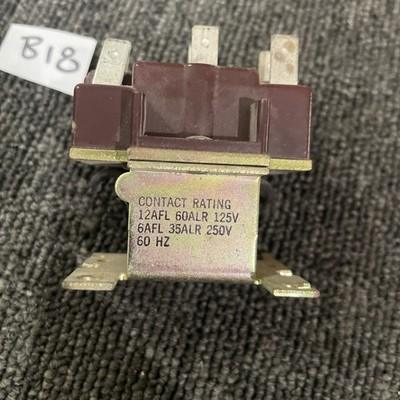 B18
CONTACT RATING
12AFL 60ALR 125V
6AFL 35ALR 250V
60 HZ